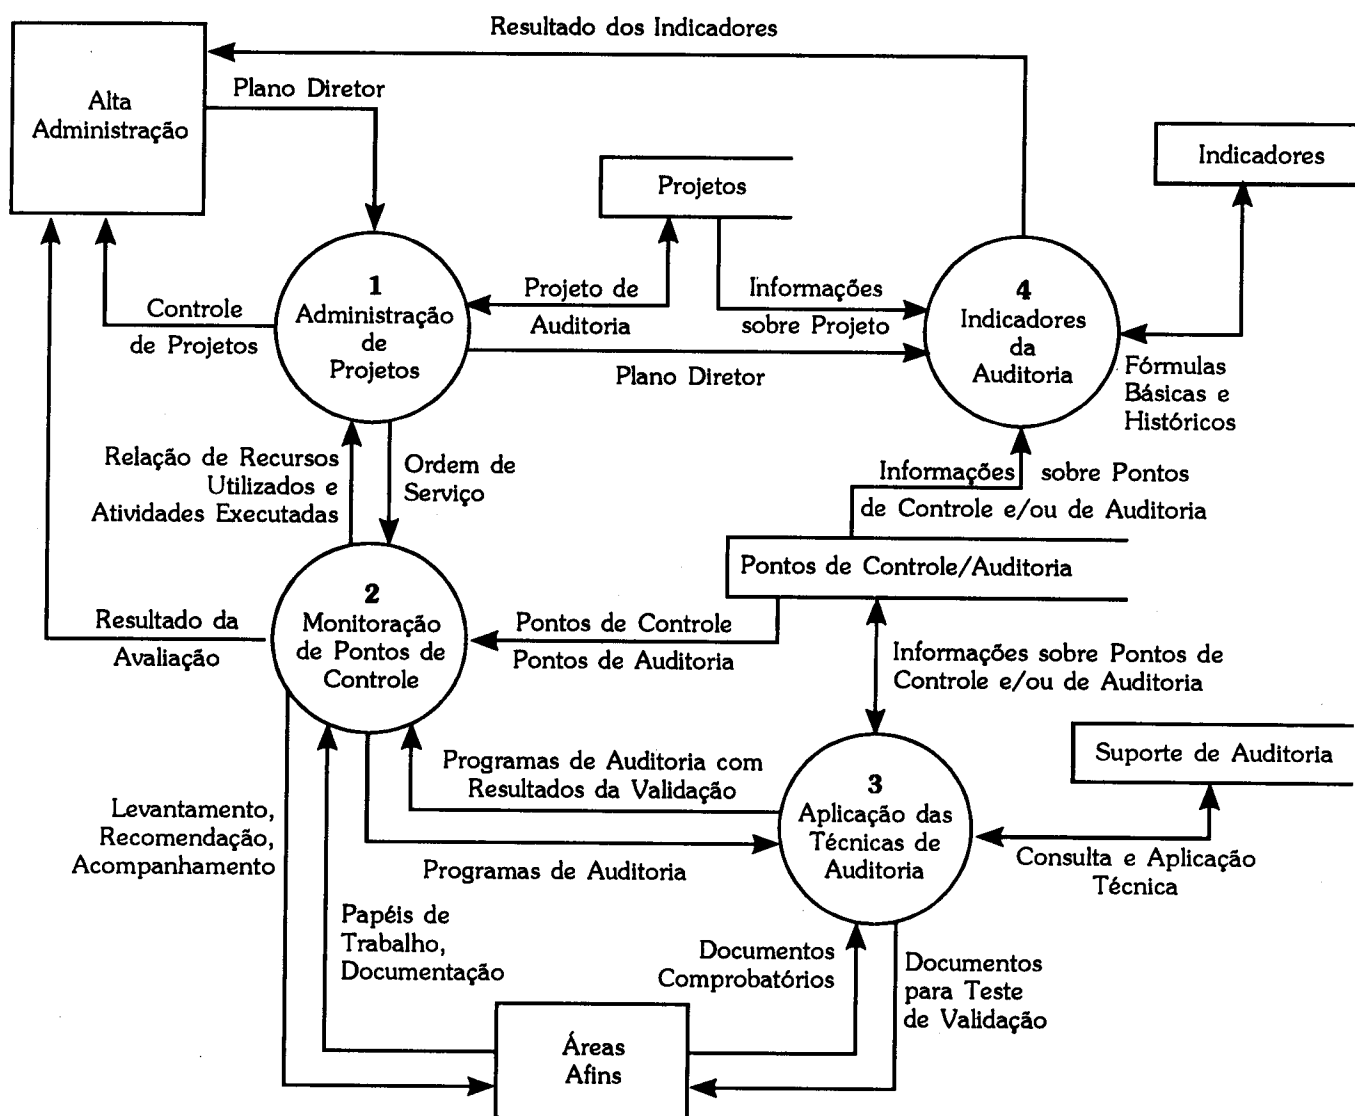 Resultado dos Indicadores
Plano Diretor
Alta
Administração
Indicadores
Projetos
1
Administração
de
Projetos
Controle
de Projetos
Projeto de
Auditoria
Informações
sobre Projeto
4
Indicadores
da
Auditoria
Plano Diretor
Fórmulas
Básicas e
Históricos
Relação de Recursos
Utilizados e
Atividades Executadas
Ordem de
Serviço
Informações sobre Pontos
de Controle e/ou de Auditoria
Pontos de Controle/Auditoria
2
Monitoração
de Pontos de
Controle
Resultado da
Avaliação
Pontos de Controle
Pontos de Auditoria
Informações sobre Pontos de
Controle e/ou de Auditoria
Suporte de Auditoria
Programas de Auditoria com
Resultados da Validação
3
Aplicação das
Técnicas de
Auditoria
Levantamento,
Recomendação,
Acompanhamento
Programas de Auditoria
Consulta e Aplicação
Técnica
Papéis de
Trabalho,
Documentação
Documentos
Comprobatórios
Documentos
para Teste
de Validação
Áreas
Afins